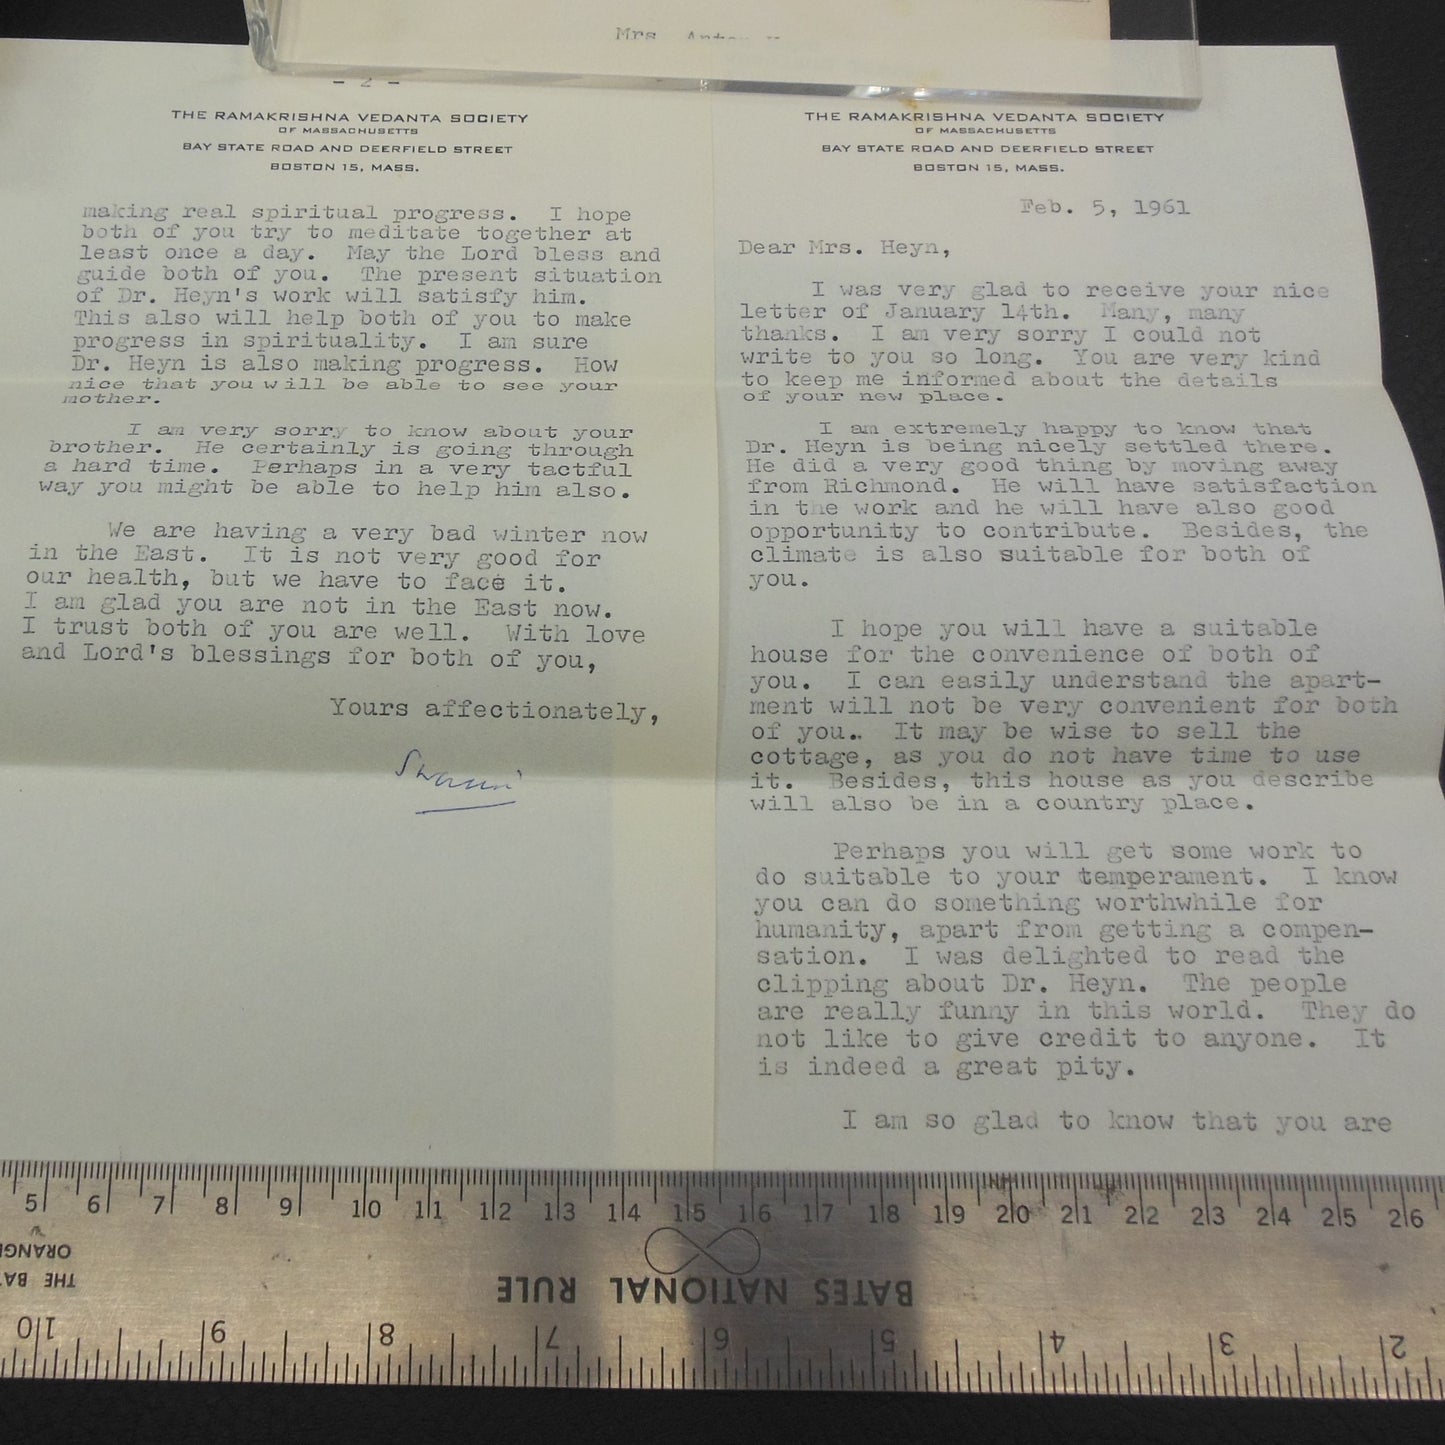 Mrs.
THE RAMAKRISHNA VEDANTA SOCIETY
OF MASSACHUSETTS
BAY STATE ROAD AND DEERFIELD STREET
BOSTON 15, MASS.
Feb. 5, 1961
Dear Mrs. Heyn,
I was very glad to receive your nice
letter of January 14th. Many, many
thanks. I am very sorry I could not
write to you so long. You are very kind
to keep me informed about the details
of your new place.
I am extremely happy to know that
Dr. Heyn is being nicely settled there.
He did a very good thing by moving away
from Richmond. He will have satisfaction
in the work and he will have also good
opportunity to contribute. Besides, the
climate is also suitable for both of
you.
I hope you will have a suitable
house for the convenience of both of
you. I can easily understand the apart-
ment will not be very convenient for both
of you.. It may be wise to sell the
cottage, as you do not have time to use
it. Besides, this house as you describe
will also be in a country place.
Perhaps you will get some work to
do suitable to your temperament. I know
you can do something worthwhile for
humanity, apart from getting a compen-
sation. I was delighted to read the
clipping about Dr. Heyn. The people
are really funny in this world. They do
not like to give credit to anyone. It
is indeed a great pity.
I am so glad to know that you are
- 2 -
THE RAMAKRISHNA VEDANTA SOCIETY
OF MASSACHUSETTS
BAY STATE ROAD AND DEERFIELD STREET
BOSTON 15, MASS.
making real spiritual progress. I hope
both of you try to meditate together at
least once a day. May the Lord bless and
guide both of you. The present situation
of Dr. Heyn's work will satisfy him.
This also will help both of you to make
progress in spirituality. I am sure
Dr. Heyn is also making progress. How
nice that you will be able to see your
mother.
I am very sorry to know about your
brother. He certainly is going through
a hard time. Perhaps in a very tactful
way you might be able to help him also.
We are having a very bad winter now
in the East. It is not very good for
our health, but we have to face it.
I am glad you are not in the East now.
I trust both of you are well. With love
and Lord's blessings for both of you,
Yours affectionately,
Swami
5 6 7 8 9 10 11 12 13 14 15 16 17 18 19 20 21 22 23 24 25 26
THE BAT
ORANGE
BATES NATIONAL RULE
10 9 8 7 6 5 4 3 2